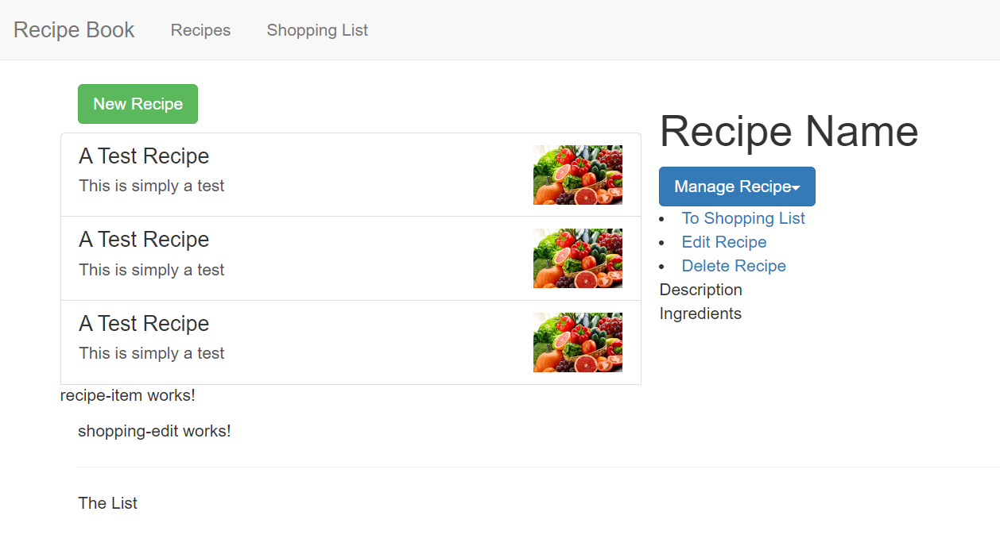 Recipe Book Recipes Shopping List
New Recipe
A Test Recipe
This is simply a test
A Test Recipe
This is simply a test
A Test Recipe
This is simply a test
recipe-item works!
Recipe Name
Manage Recipe
To Shopping List
Edit Recipe
Delete Recipe
Description
Ingredients
shopping-edit works!
The List